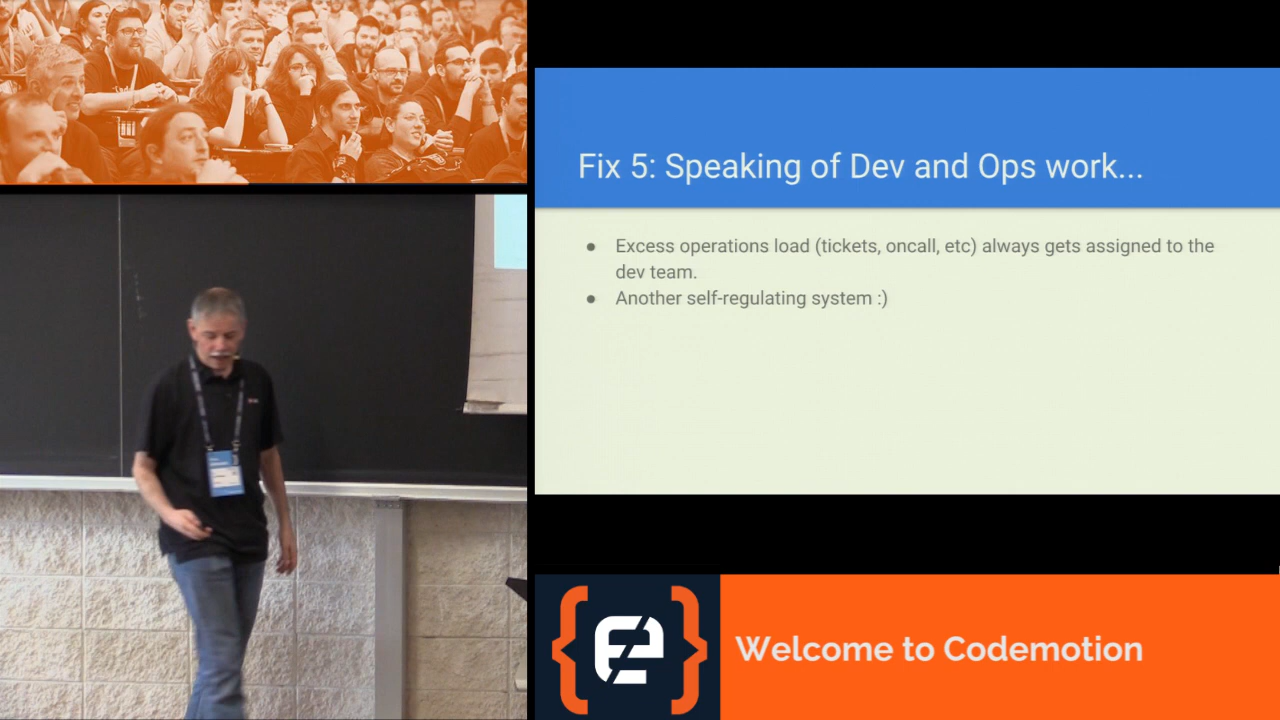 Fix 5: Speaking of Dev and Ops work...
● Excess operations load (tickets, oncall, etc) always gets assigned to the
dev team.
● Another self-regulating system :)
Welcome to Codemotion